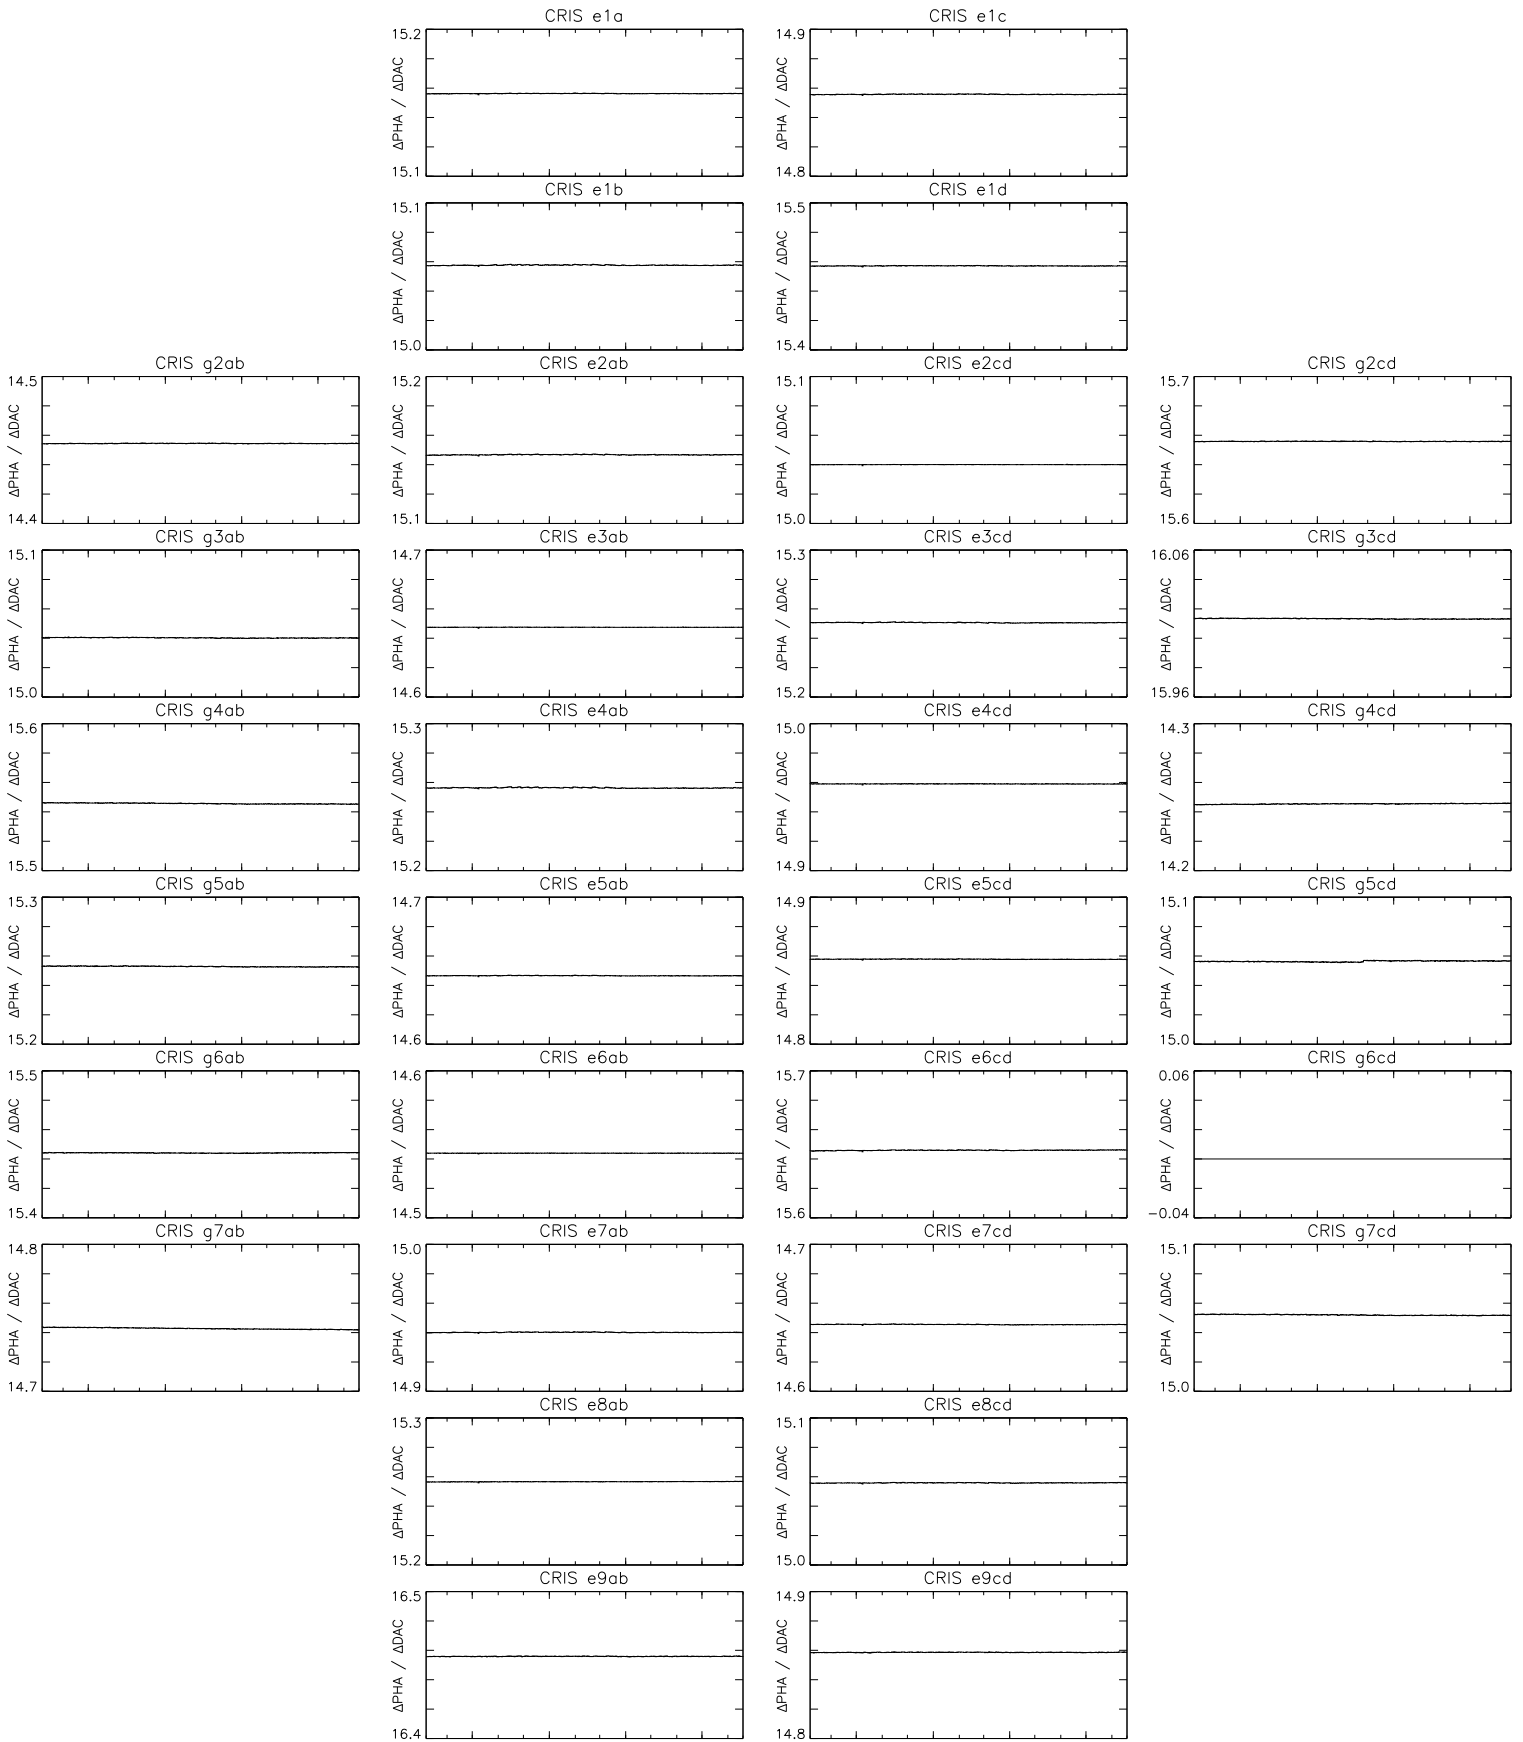 CRIS e1a
15.2
ΔPHA / ΔDAC
15.1
CRIS e1c
14.9
ΔPHA / ΔDAC
14.8
CRIS e1b
15.1
ΔPHA / ΔDAC
15.0
CRIS e1d
15.5
ΔPHA / ΔDAC
15.4
CRIS g2ab
14.5
ΔPHA / ΔDAC
14.4
CRIS e2ab
15.2
ΔPHA / ΔDAC
15.1
CRIS e2cd
15.1
ΔPHA / ΔDAC
15.0
CRIS g2cd
15.7
ΔPHA / ΔDAC
15.6
CRIS g3ab
15.1
ΔPHA / ΔDAC
15.0
CRIS e3ab
14.7
ΔPHA / ΔDAC
14.6
CRIS e3cd
15.3
ΔPHA / ΔDAC
15.2
CRIS g3cd
16.06
ΔPHA / ΔDAC
15.96
CRIS g4ab
15.6
ΔPHA / ΔDAC
15.5
CRIS e4ab
15.3
ΔPHA / ΔDAC
15.2
CRIS e4cd
15.0
ΔPHA / ΔDAC
14.9
CRIS g4cd
14.3
ΔPHA / ΔDAC
14.2
CRIS g5ab
15.3
ΔPHA / ΔDAC
15.2
CRIS e5ab
14.7
ΔPHA / ΔDAC
14.6
CRIS e5cd
14.9
ΔPHA / ΔDAC
14.8
CRIS g5cd
15.1
ΔPHA / ΔDAC
15.0
CRIS g6ab
15.5
ΔPHA / ΔDAC
15.4
CRIS e6ab
14.6
ΔPHA / ΔDAC
14.5
CRIS e6cd
15.7
ΔPHA / ΔDAC
15.6
CRIS g6cd
0.06
ΔPHA / ΔDAC
−0.04
CRIS g7ab
14.8
ΔPHA / ΔDAC
14.7
CRIS e7ab
15.0
ΔPHA / ΔDAC
14.9
CRIS e7cd
14.7
ΔPHA / ΔDAC
14.6
CRIS g7cd
15.1
ΔPHA / ΔDAC
15.0
CRIS e8ab
15.3
ΔPHA / ΔDAC
15.2
CRIS e8cd
15.1
ΔPHA / ΔDAC
15.0
CRIS e9ab
16.5
ΔPHA / ΔDAC
16.4
CRIS e9cd
14.9
ΔPHA / ΔDAC
14.8